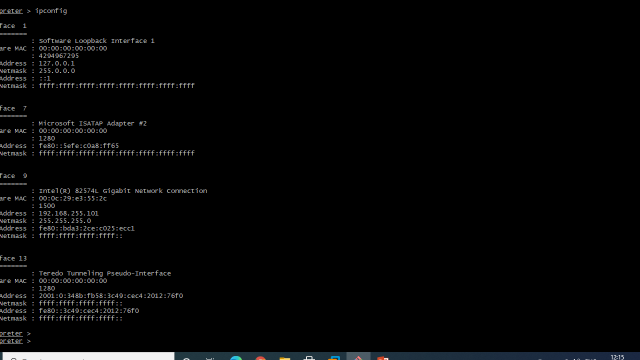 preter > ipconfig
face 1
=======
: Software Loopback Interface 1
are MAC : 00:00:00:00:00:00
: 4294967295
Address : 127.0.0.1
Netmask : 255.0.0.0
Address : ::1
Netmask : ffff:ffff:ffff:ffff:ffff:ffff:ffff:ffff
face 7
=======
: Microsoft ISATAP Adapter #2
are MAC : 00:00:00:00:00:00
: 1280
Address : fe80::5efe:c0a8:ff65
Netmask : ffff:ffff:ffff:ffff:ffff:ffff:ffff:ffff
face 9
=======
: Intel(R) 82574L Gigabit Network Connection
are MAC : 00:0c:29:e3:55:2c
: 1500
Address : 192.168.255.101
Netmask : 255.255.255.0
Address : fe80::bda3:2ce:c025:ecc1
Netmask : ffff:ffff:ffff:ffff::
face 13
=======
: Teredo Tunneling Pseudo-Interface
are MAC : 00:00:00:00:00:00
: 1280
Address : 2001:0:348b:fb58:3c49:cec4:2012:76f0
Netmask : ffff:ffff:ffff:ffff::
Address : fe80::3c49:cec4:2012:76f0
Netmask : ffff:ffff:ffff:ffff::
preter >
preter >
12:15